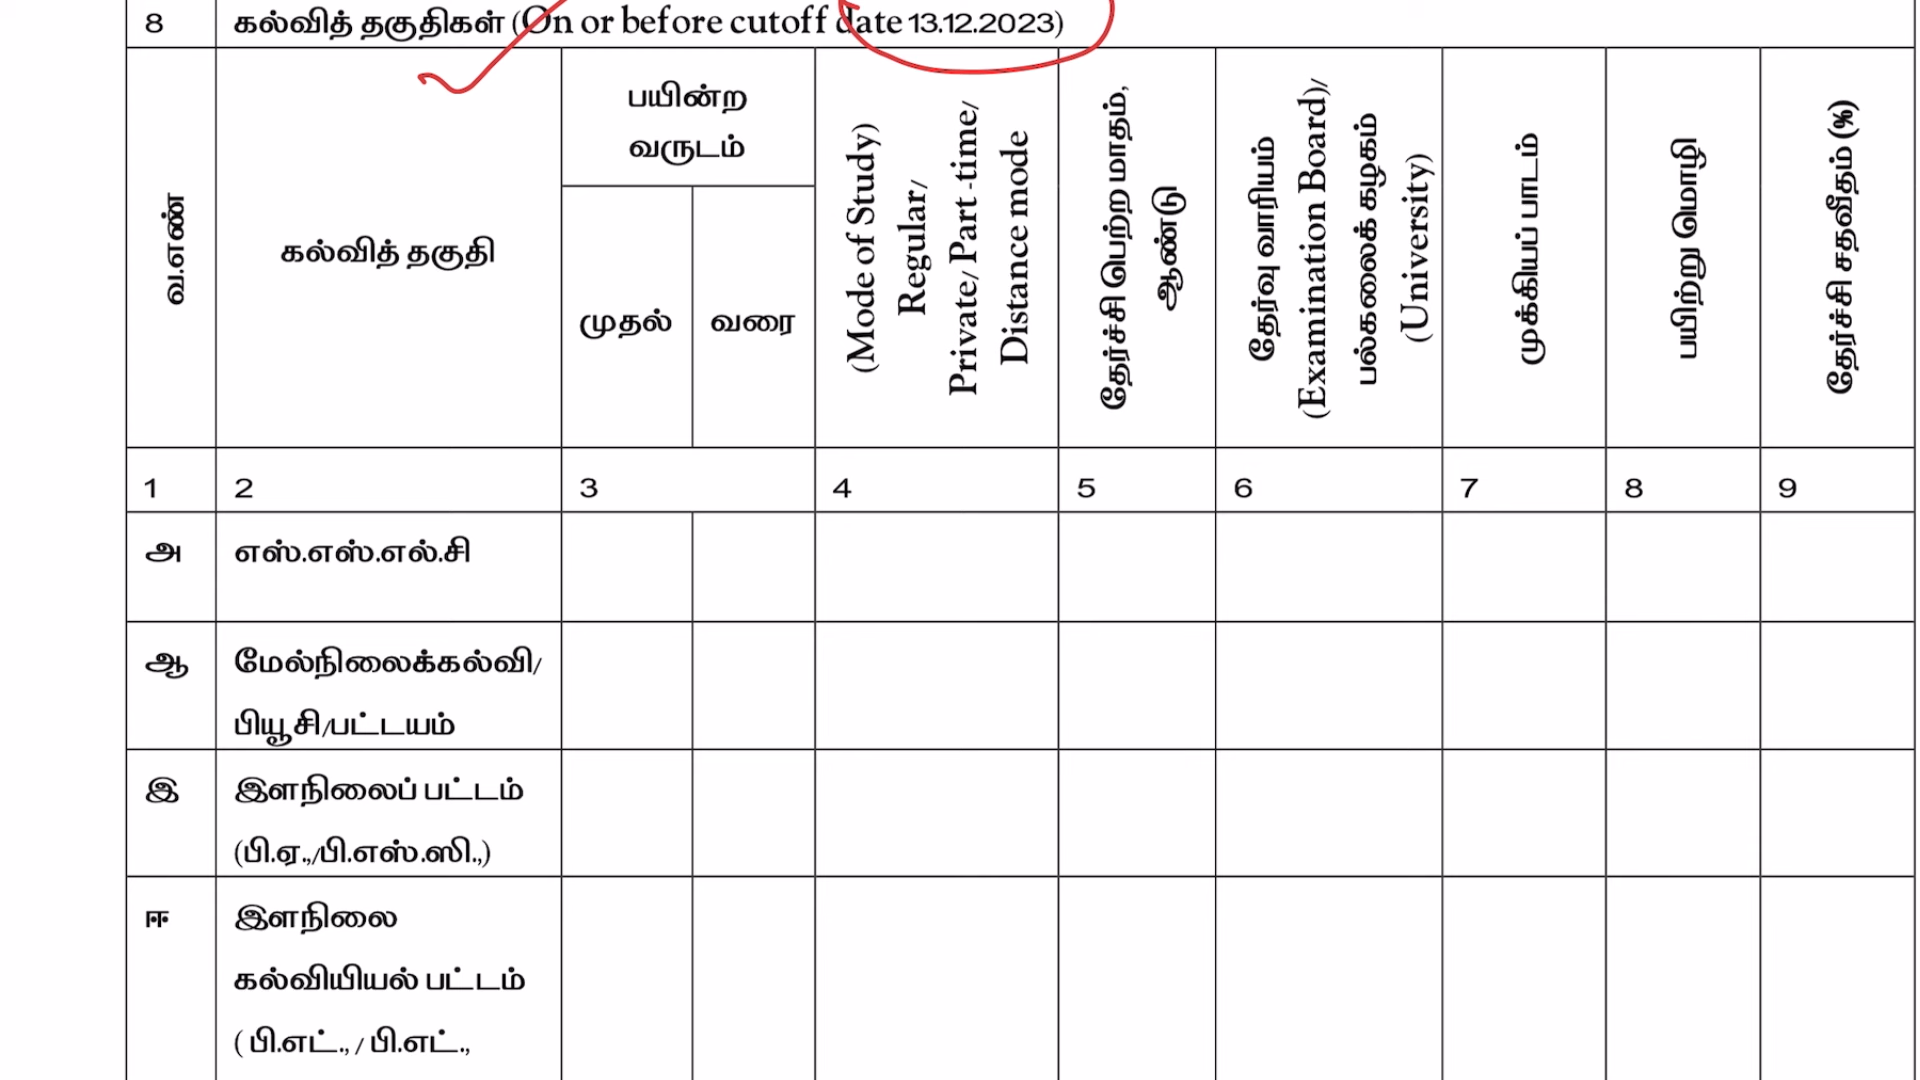 8 கல்வித் தகுதிகள் (On or before cutoff date 13.12.2023)
வ.எண்
கல்வித் தகுதி
பயின்ற
வருடம்
முதல்
வரை
(Mode of Study)
Regular/
Private/ Part -time/
Distance mode
தேர்ச்சி பெற்ற மாதம்,
ஆண்டு
தேர்வு வாரியம்
(Examination Board)/
பல்கலைக் கழகம்
(University)
முக்கியப் பாடம்
பயிற்று மொழி
தேர்ச்சி சதவீதம் (%)
1 2 3 4 5 6 7 8 9
அ எஸ்.எஸ்.எல்.சி
ஆ மேல்நிலைக்கல்வி/
பியூசி/பட்டயம்
இ இளநிலைப் பட்டம்
(பி.ஏ.,/பி.எஸ்.ஸி.,)
ஈ இளநிலை
கல்வியியல் பட்டம்
( பி.எட்., / பி.எட்.,